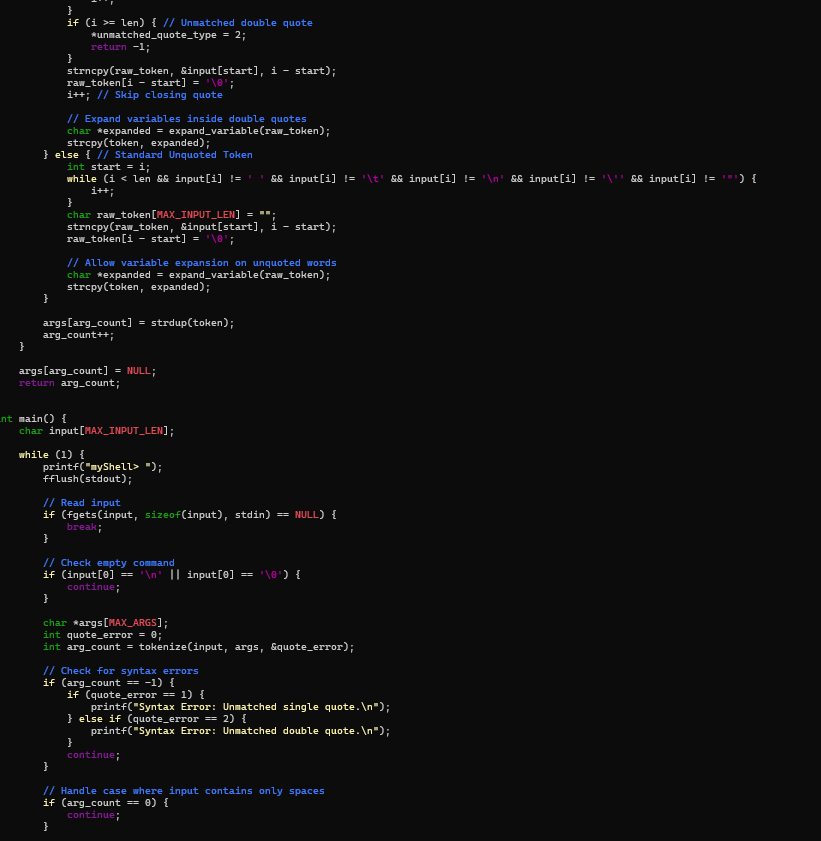 i++;
}
if (i >= len) { // Unmatched double quote
*unmatched_quote_type = 2;
return -1;
}
strncpy(raw_token, &input[start], i - start);
raw_token[i - start] = '\0';
i++; // Skip closing quote
// Expand variables inside double quotes
char *expanded = expand_variable(raw_token);
strcpy(token, expanded);
} else { // Standard Unquoted Token
int start = i;
while (i < len && input[i] != ' ' && input[i] != '\t' && input[i] != '\n' && input[i] != '\'' && input[i] != '"') {
i++;
}
char raw_token[MAX_INPUT_LEN] = "";
strncpy(raw_token, &input[start], i - start);
raw_token[i - start] = '\0';
// Allow variable expansion on unquoted words
char *expanded = expand_variable(raw_token);
strcpy(token, expanded);
}
args[arg_count] = strdup(token);
arg_count++;
}
args[arg_count] = NULL;
return arg_count;
nt main() {
char input[MAX_INPUT_LEN];
while (1) {
printf("myShell> ");
fflush(stdout);
// Read input
if (fgets(input, sizeof(input), stdin) == NULL) {
break;
}
// Check empty command
if (input[0] == '\n' || input[0] == '\0') {
continue;
}
char *args[MAX_ARGS];
int quote_error = 0;
int arg_count = tokenize(input, args, &quote_error);
// Check for syntax errors
if (arg_count == -1) {
if (quote_error == 1) {
printf("Syntax Error: Unmatched single quote.\n");
} else if (quote_error == 2) {
printf("Syntax Error: Unmatched double quote.\n");
}
continue;
}
// Handle case where input contains only spaces
if (arg_count == 0) {
continue;
}